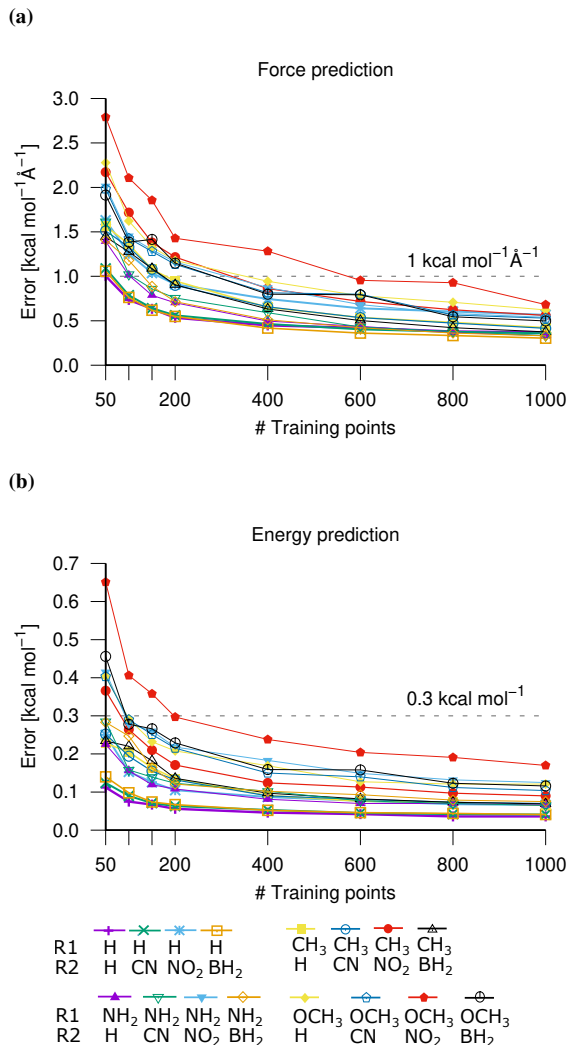 (a)
Force prediction
3.0
2.5
2.0
1.5
1.0
0.5
0.0
Error [kcal mol⁻¹Å⁻¹]
1 kcal mol⁻¹Å⁻¹
50 200 400 600 800 1000
# Training points
(b)
Energy prediction
0.7
0.6
0.5
0.4
0.3
0.2
0.1
0.0
Error [kcal mol⁻¹]
0.3 kcal mol⁻¹
50 200 400 600 800 1000
# Training points
R1 H H H H CH₃ CH₃ CH₃ CH₃
R2 H CN NO₂ BH₂ H CN NO₂ BH₂
R1 NH₂ NH₂ NH₂ NH₂ OCH₃ OCH₃ OCH₃ OCH₃
R2 H CN NO₂ BH₂ H CN NO₂ BH₂